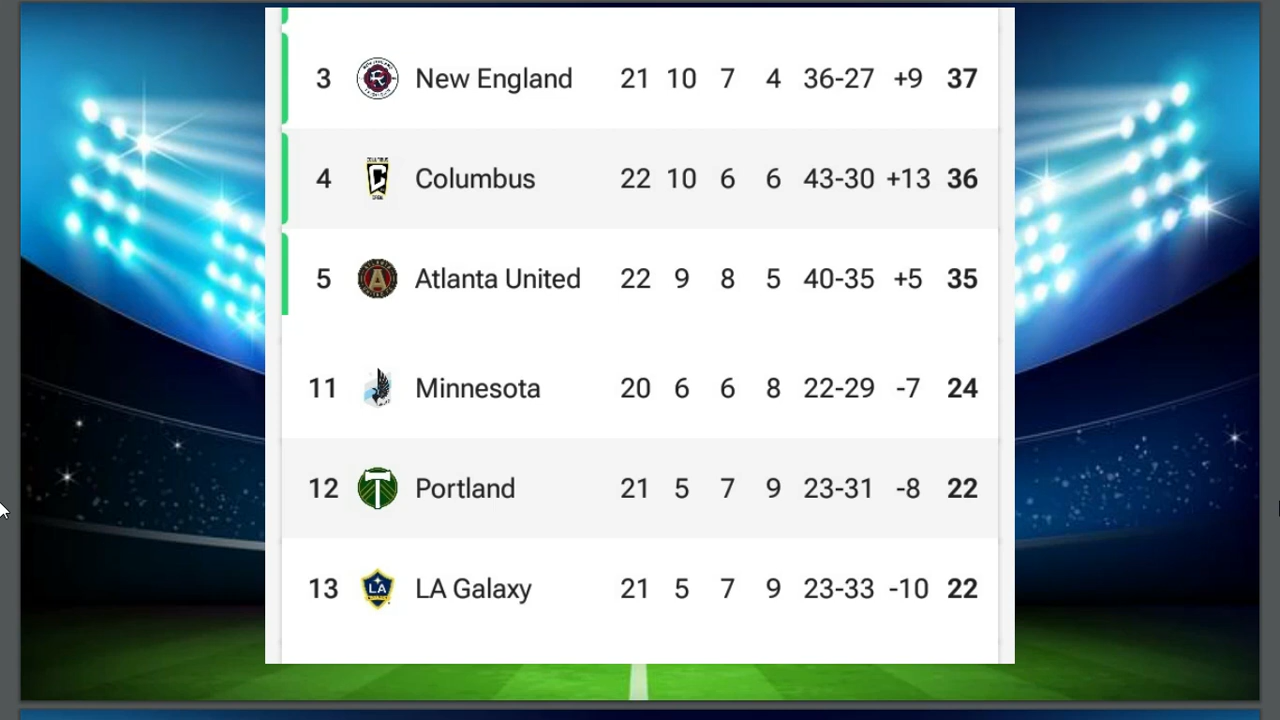 3 New England 21 10 7 4 36-27 +9 37
4 Columbus 22 10 6 6 43-30 +13 36
5 Atlanta United 22 9 8 5 40-35 +5 35
11 Minnesota 20 6 6 8 22-29 -7 24
12 Portland 21 5 7 9 23-31 -8 22
13 LA Galaxy 21 5 7 9 23-33 -10 22